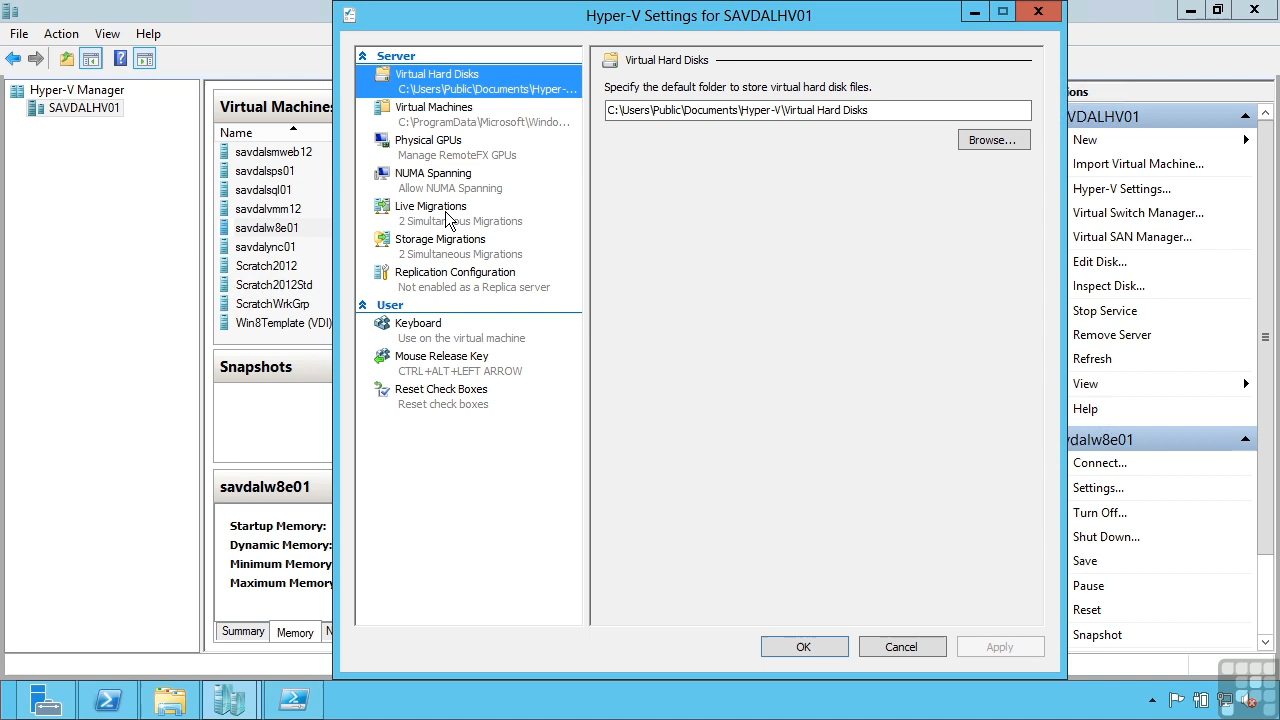 Hyper-V Settings for SAVDALHV01
File Action View Help
Hyper-V Manager
SAVDALHV01
Virtual Machines
Name
savdalsmweb12
savdalsps01
savdalsql01
savdalvmm12
savdalw8e01
savdalync01
Scratch2012
Scratch2012Std
ScratchWrkGrp
Win8Template (VDI)
Snapshots
savdalw8e01
Startup Memory:
Dynamic Memory:
Minimum Memory
Maximum Memory
Summary Memory N
Server
Virtual Hard Disks
C:\Users\Public\Documents\Hyper-...
Virtual Machines
C:\ProgramData\Microsoft\Windo...
Physical GPUs
Manage RemoteFX GPUs
NUMA Spanning
Allow NUMA Spanning
Live Migrations
2 Simultaneous Migrations
Storage Migrations
2 Simultaneous Migrations
Replication Configuration
Not enabled as a Replica server
User
Keyboard
Use on the virtual machine
Mouse Release Key
CTRL+ALT+LEFT ARROW
Reset Check Boxes
Reset check boxes
Virtual Hard Disks
Specify the default folder to store virtual hard disk files.
C:\Users\Public\Documents\Hyper-V\Virtual Hard Disks
Browse...
OK Cancel Apply
ons
VDALHV01
New
Import Virtual Machine...
Hyper-V Settings...
Virtual Switch Manager...
Virtual SAN Manager...
Edit Disk...
Inspect Disk...
Stop Service
Remove Server
Refresh
View
Help
vdalw8e01
Connect...
Settings...
Turn Off...
Shut Down...
Save
Pause
Reset
Snapshot